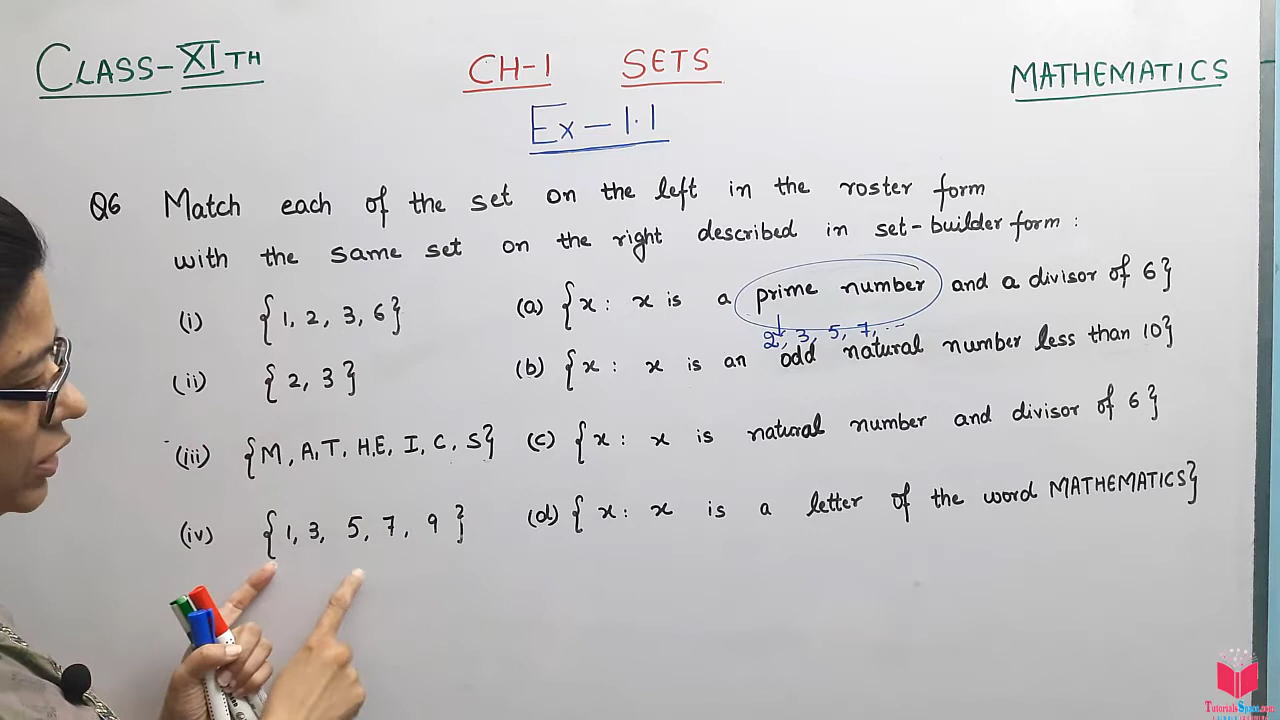 CLASS-XI TH CH-1 SETS MATHEMATICS
Ex-1.1
Q6 Match each of the set on the left in the roster form
with the same set on the right described in set-builder form :
(i) {1, 2, 3, 6} (a) {x : x is a prime number and a divisor of 6}
2, 3, 5, 7, ...
(ii) {2, 3} (b) {x : x is an odd natural number less than 10}
(iii) {M, A, T, H, E, I, C, S} (c) {x : x is natural number and divisor of 6}
(iv) {1, 3, 5, 7, 9} (d) {x : x is a letter of the word MATHEMATICS}